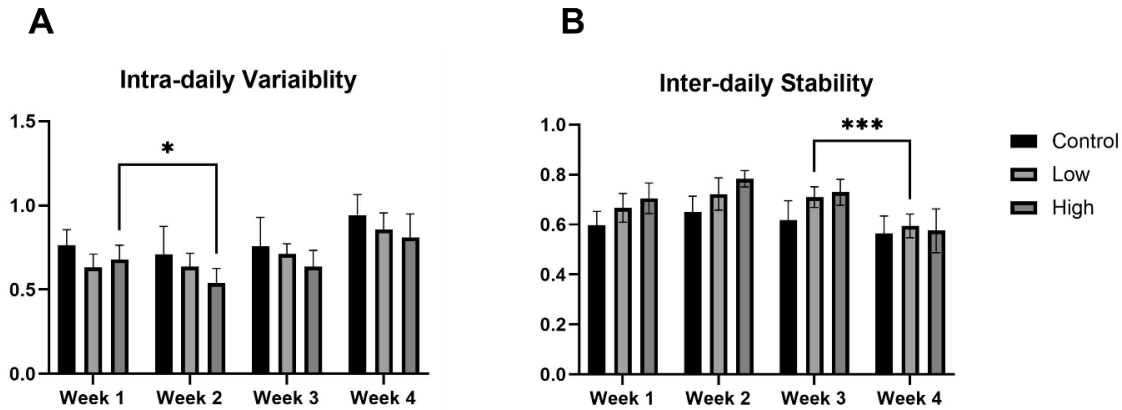 A
B
Intra-daily Variaiblity
Inter-daily Stability
1.5
1.0
0.5
0.0
*
Week 1
Week 2
Week 3
Week 4
1.0
0.8
0.6
0.4
0.2
0.0
***
Week 1
Week 2
Week 3
Week 4
Control
Low
High